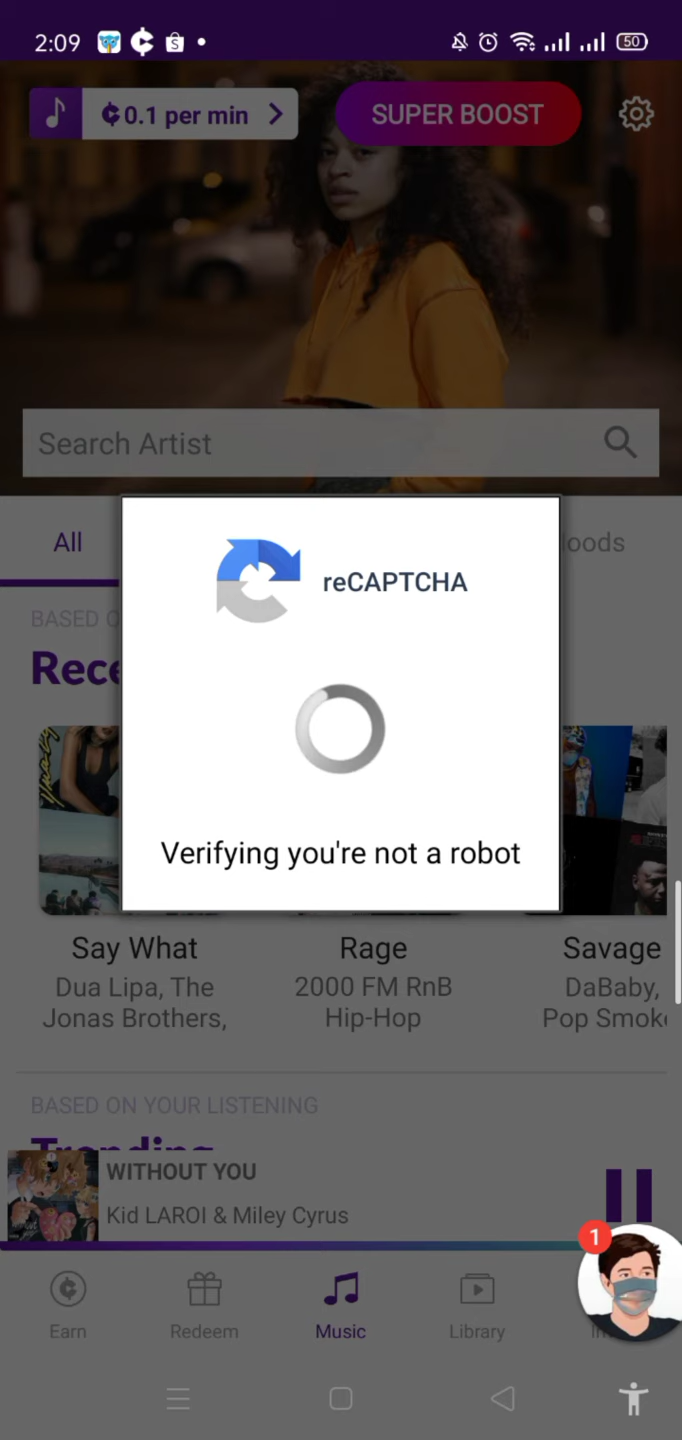 2:09
50
0.1 per min
SUPER BOOST
Search Artist
All
loods
BASED O
Rece
reCAPTCHA
Verifying you're not a robot
Say What
Rage
Savage
Dua Lipa, The
Jonas Brothers,
2000 FM RnB
Hip-Hop
DaBaby,
Pop Smoke
BASED ON YOUR LISTENING
Trending
WITHOUT YOU
Kid LAROI & Miley Cyrus
1
Earn
Redeem
Music
Library